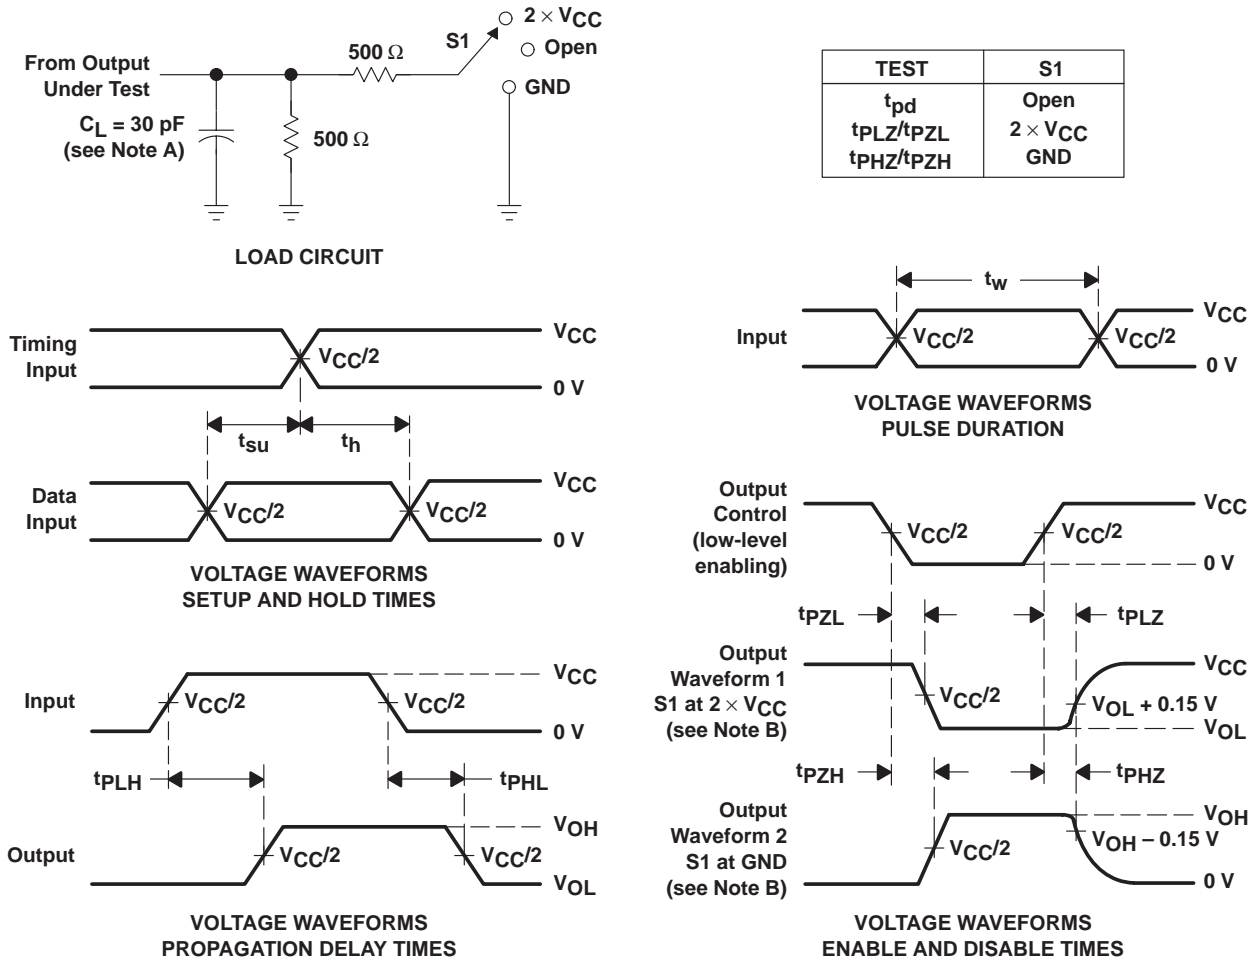 2 × VCC
S1
Open
500 Ω
From Output
Under Test
GND
CL = 30 pF
(see Note A)
500 Ω
LOAD CIRCUIT
TEST S1
tpd Open
tPLZ/tPZL 2 × VCC
tPHZ/tPZH GND
Timing
Input
VCC
VCC/2
0 V
tsu
th
Data
Input
VCC
VCC/2
VCC/2
0 V
VOLTAGE WAVEFORMS
SETUP AND HOLD TIMES
tw
Input
VCC
VCC/2
VCC/2
0 V
VOLTAGE WAVEFORMS
PULSE DURATION
Input
VCC
VCC/2
VCC/2
0 V
tPLH
tPHL
Output
VOH
VCC/2
VCC/2
VOL
VOLTAGE WAVEFORMS
PROPAGATION DELAY TIMES
Output
Control
(low-level
enabling)
VCC
VCC/2
VCC/2
0 V
tPZL
tPLZ
Output
Waveform 1
S1 at 2 × VCC
(see Note B)
VCC
VCC/2
VOL + 0.15 V
VOL
tPZH
tPHZ
Output
Waveform 2
S1 at GND
(see Note B)
VOH
VCC/2
VOH – 0.15 V
0 V
VOLTAGE WAVEFORMS
ENABLE AND DISABLE TIMES